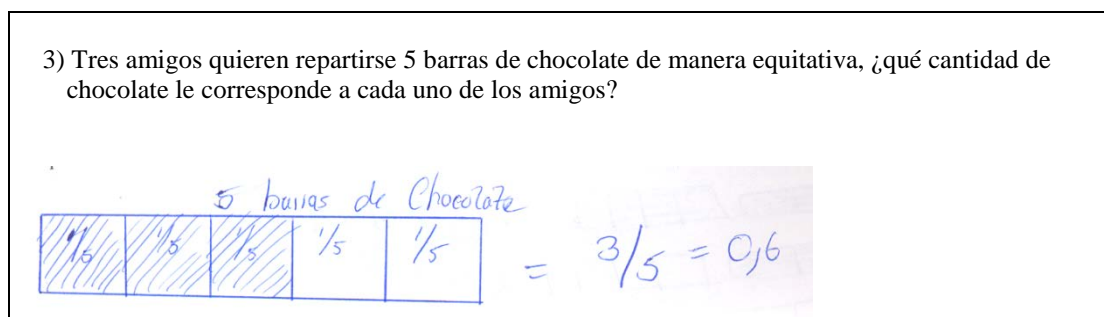 3) Tres amigos quieren repartirse 5 barras de chocolate de manera equitativa, ¿qué cantidad de
chocolate le corresponde a cada uno de los amigos?
5 barras de Chocolate
1/5 1/5 1/5 1/5 1/5 = 3/5 = 0,6